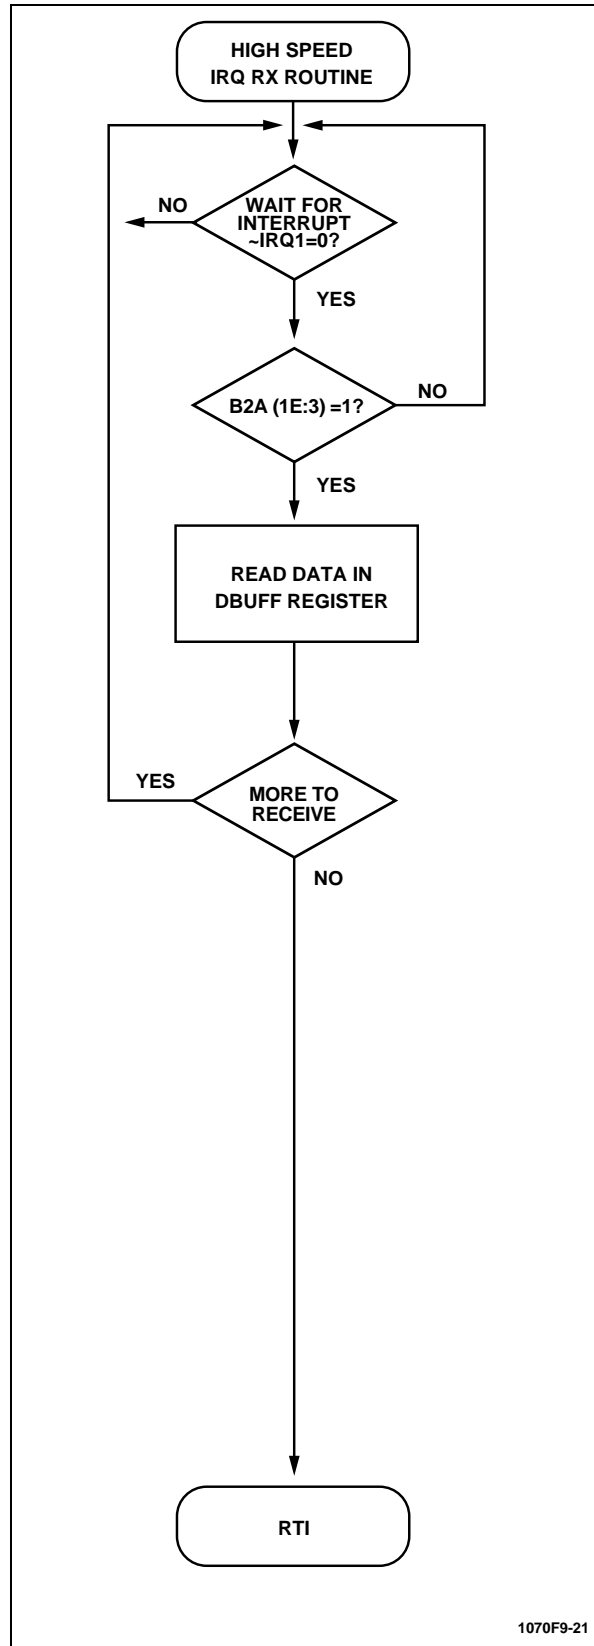 HIGH SPEED
IRQ RX ROUTINE
NO
WAIT FOR
INTERRUPT
~IRQ1=0?
YES
B2A (1E:3) =1?
NO
YES
READ DATA IN
DBUFF REGISTER
YES
MORE TO
RECEIVE
NO
RTI
1070F9-21